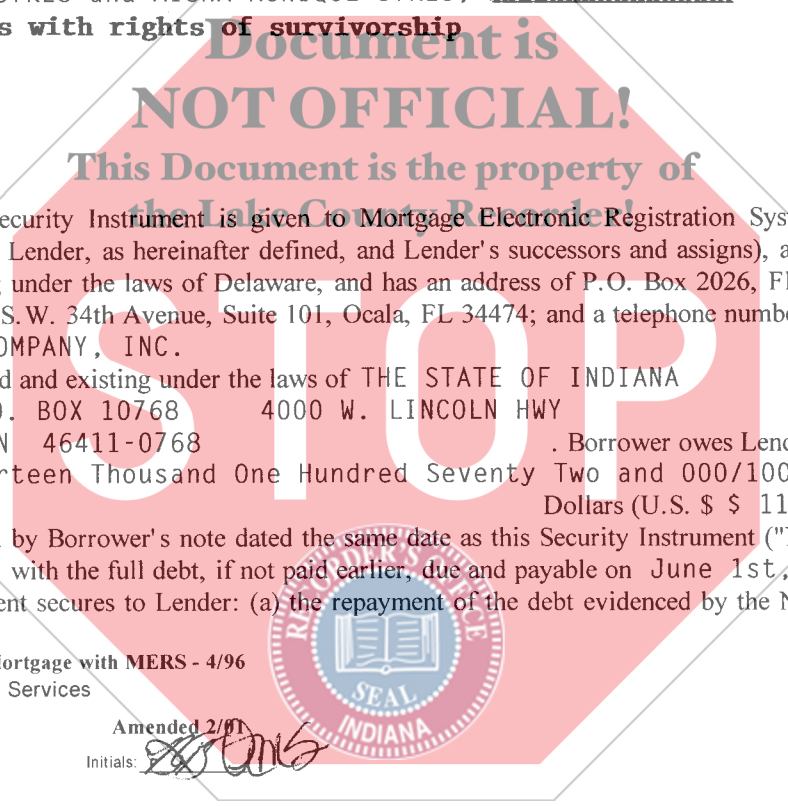 s with rights of survivorship
Document is
NOT OFFICIAL!
This Document is the property of
the Lake County Recorder!
ecurity Instrument is given to Mortgage Electronic Registration Sys
Lender, as hereinafter defined, and Lender's successors and assigns), a
under the laws of Delaware, and has an address of P.O. Box 2026, Fl
S.W. 34th Avenue, Suite 101, Ocala, FL 34474; and a telephone numbe
OMPANY, INC.
d and existing under the laws of THE STATE OF INDIANA
. BOX 10768 4000 W. LINCOLN HWY
N 46411-0768 . Borrower owes Lend
rteen Thousand One Hundred Seventy Two and 000/100
Dollars (U.S. $ $ 11
by Borrower's note dated the same date as this Security Instrument ("
with the full debt, if not paid earlier, due and payable on June 1st,
ent secures to Lender: (a) the repayment of the debt evidenced by the N
STOP
RECORDER'S OFFICE
SEAL
INDIANA
ortgage with MERS - 4/96
Services
Amended 2/01
Initials: